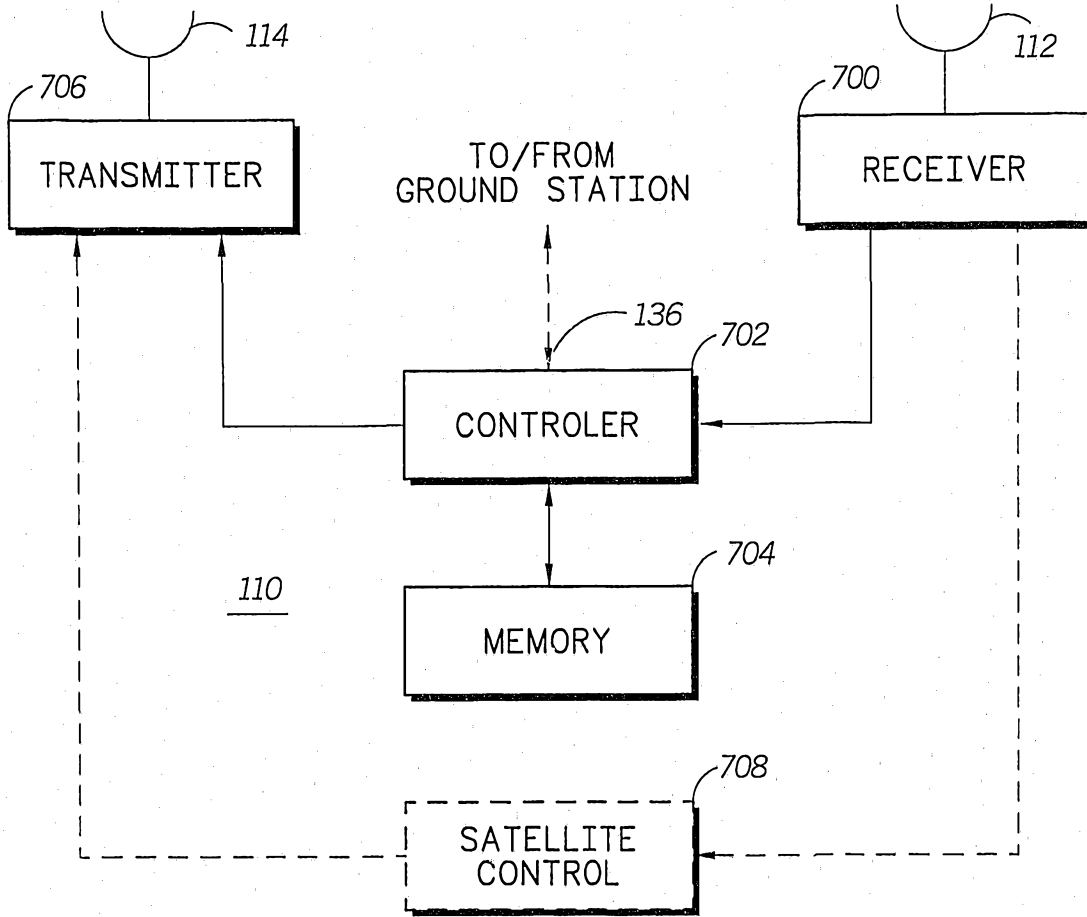 114
112
706
700
TRANSMITTER
TO/FROM
GROUND STATION
RECEIVER
136
702
CONTROLER
704
110
MEMORY
708
SATELLITE
CONTROL